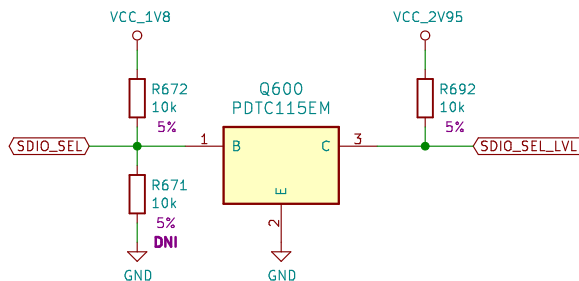 VCC_1V8
VCC_2V95
R672
10k
5%
Q600
PDTC115EM
R692
10k
5%
SDIO_SEL
1
B
C
3
SDIO_SEL_LVL
R671
10k
5%
DNI
E
2
GND
GND